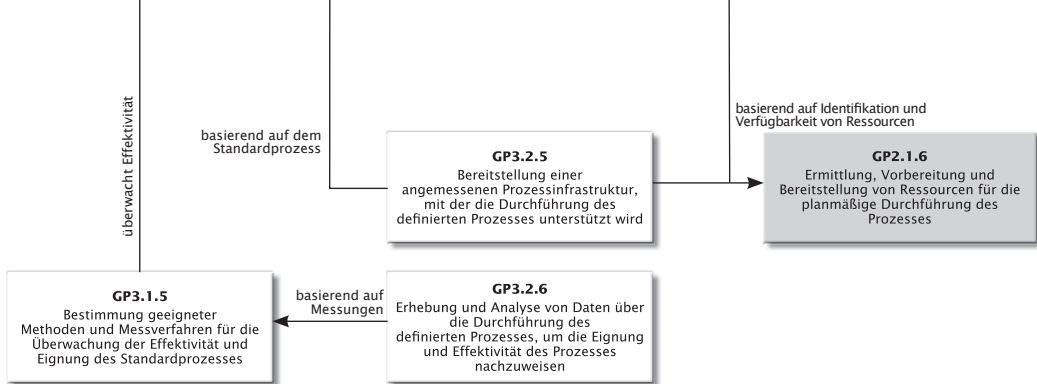 überwacht Effektivität
basierend auf dem
Standardprozess
basierend auf Identifikation und
Verfügbarkeit von Ressourcen
GP3.2.5
Bereitstellung einer
angemessenen Prozessinfrastruktur,
mit der die Durchführung des
definierten Prozesses unterstützt wird
GP2.1.6
Ermittlung, Vorbereitung und
Bereitstellung von Ressourcen für die
planmäßige Durchführung des
Prozesses
GP3.1.5
Bestimmung geeigneter
Methoden und Messverfahren für die
Überwachung der Effektivität und
Eignung des Standardprozesses
basierend auf
Messungen
GP3.2.6
Erhebung und Analyse von Daten über
die Durchführung des
definierten Prozesses, um die Eignung
und Effektivität des Prozesses
nachzuweisen